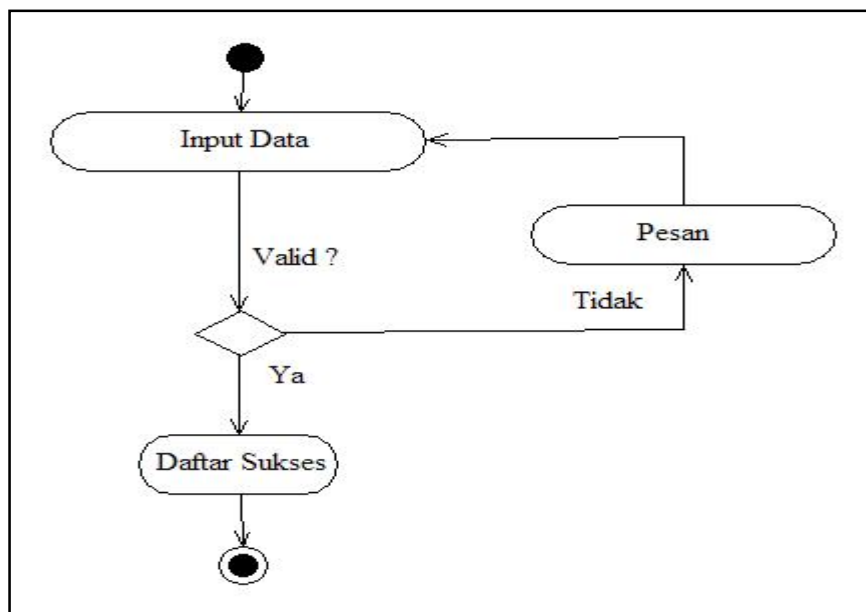 Input Data
Pesan
Valid ?
Tidak
Ya
Daftar Sukses